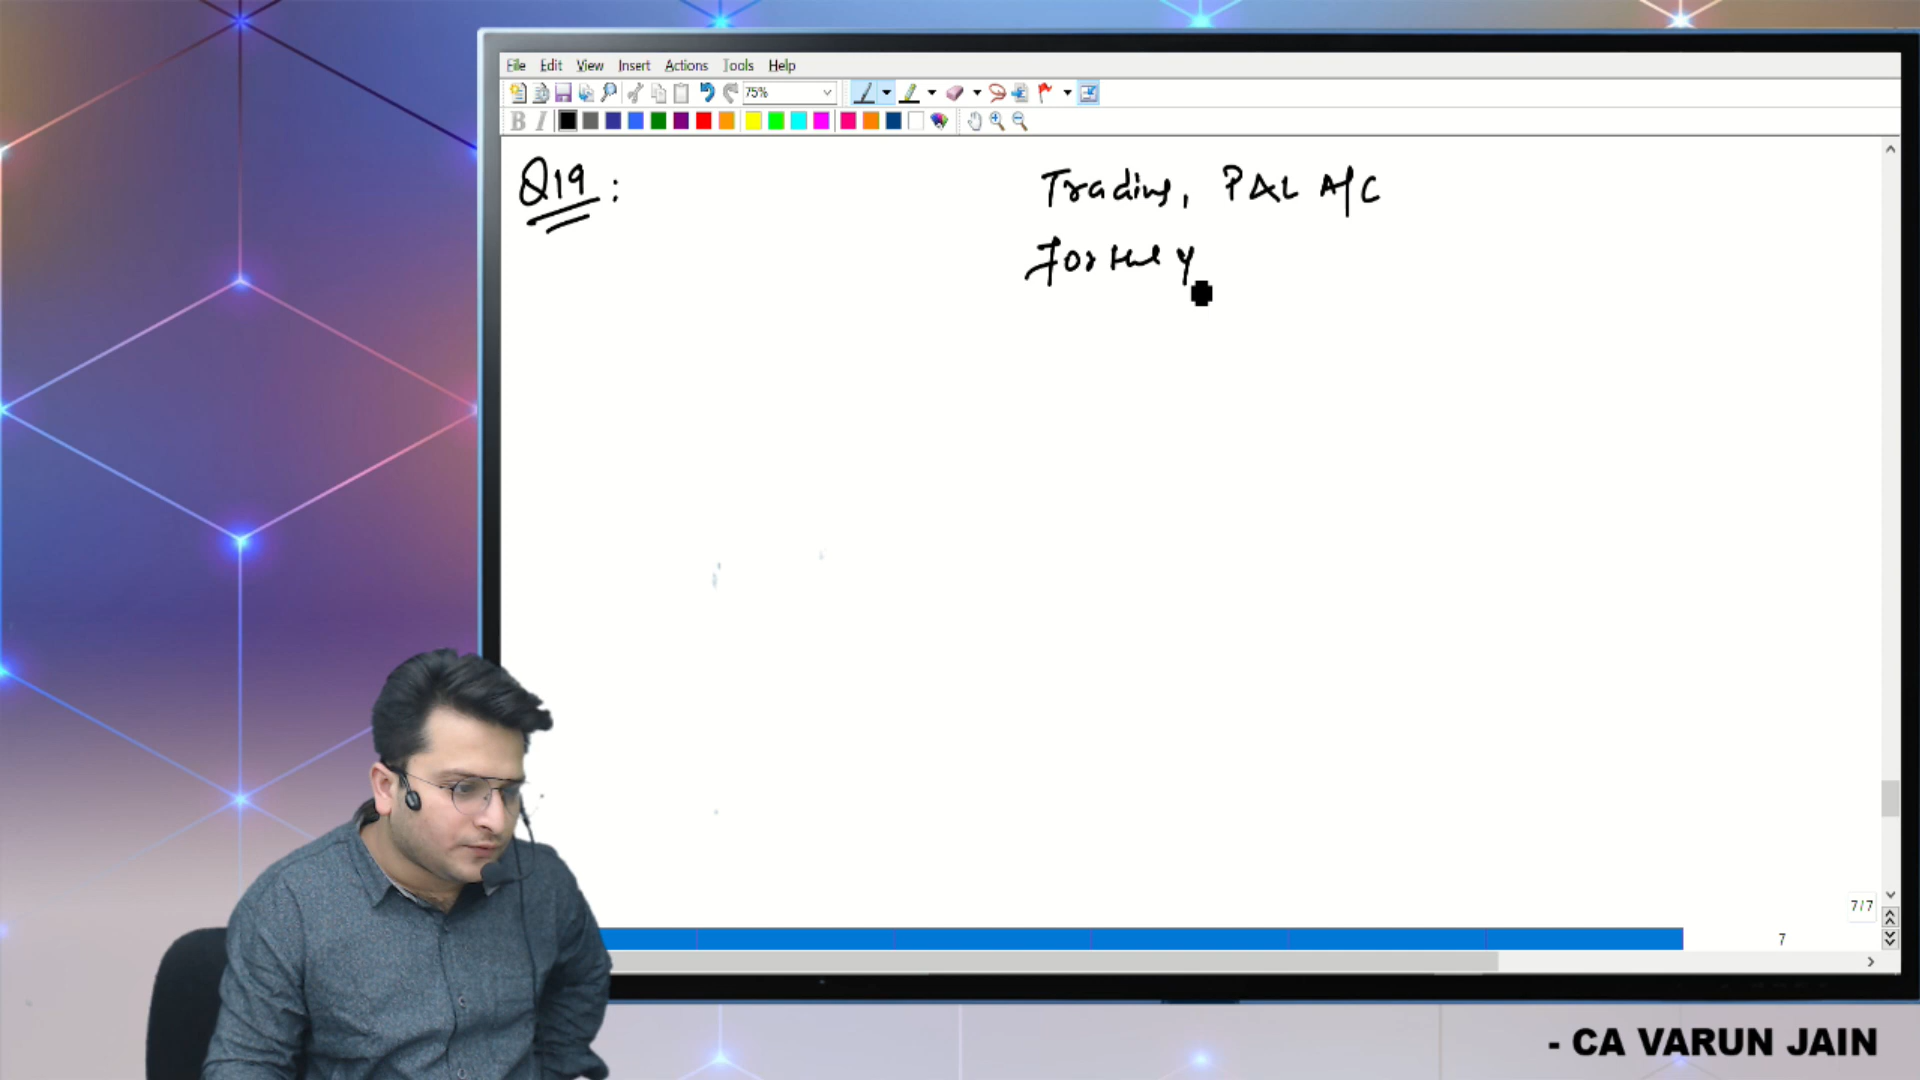 File Edit View Insert Actions Tools Help
75%
B I
Q19:
Trading, P&L A/C
For the y
7/7
7
- CA VARUN JAIN